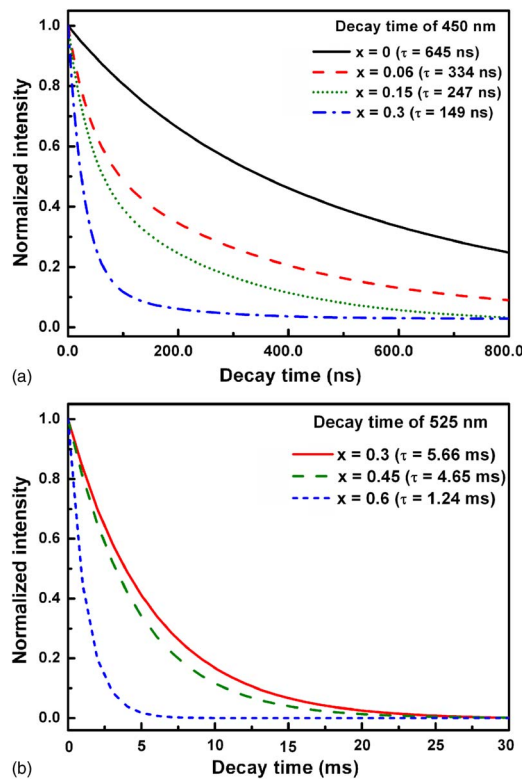 Decay time of 450 nm
x = 0 (τ = 645 ns)
x = 0.06 (τ = 334 ns)
x = 0.15 (τ = 247 ns)
x = 0.3 (τ = 149 ns)
Normalized intensity
1.0
0.8
0.6
0.4
0.2
0.0
0.0 200.0 400.0 600.0 800.0
(a) Decay time (ns)
Decay time of 525 nm
x = 0.3 (τ = 5.66 ms)
x = 0.45 (τ = 4.65 ms)
x = 0.6 (τ = 1.24 ms)
Normalized intensity
1.0
0.8
0.6
0.4
0.2
0.0
0 5 10 15 20 25 30
(b) Decay time (ms)